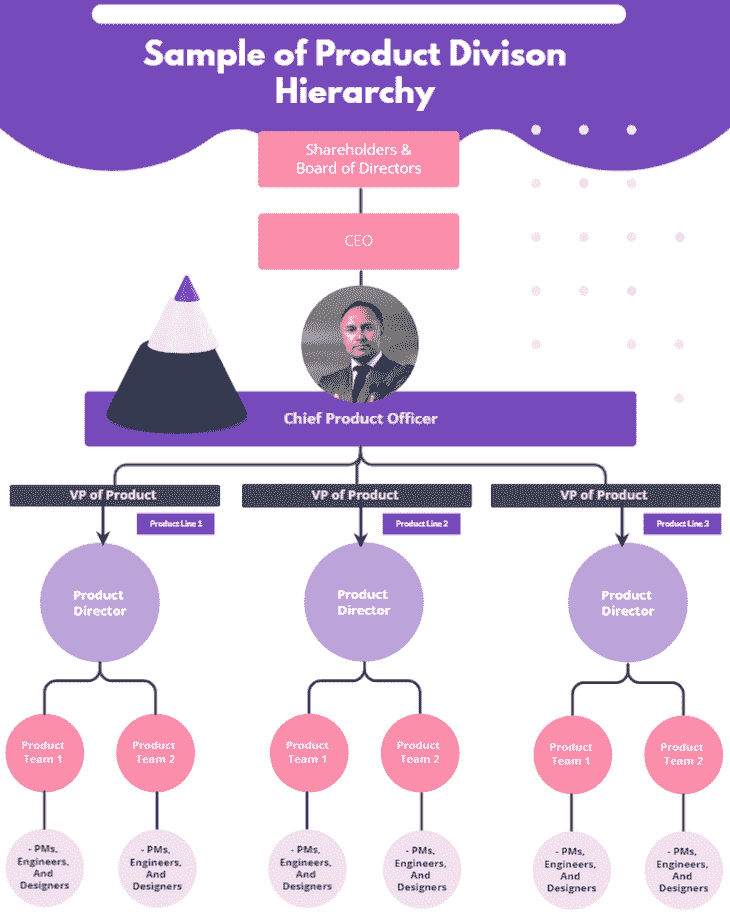 Sample of Product Divison
Hierarchy
Shareholders &
Board of Directors
CEO
Chief Product Officer
VP of Product
VP of Product
VP of Product
Product Line 1
Product Line 2
Product Line 3
Product
Director
Product
Director
Product
Director
Product
Team 1
Product
Team 2
Product
Team 1
Product
Team 2
Product
Team 1
Product
Team 2
- PMs,
Engineers,
And
Designers
- PMs,
Engineers,
And
Designers
- PMs,
Engineers,
And
Designers
- PMs,
Engineers,
And
Designers
- PMs,
Engineers,
And
Designers
- PMs,
Engineers,
And
Designers